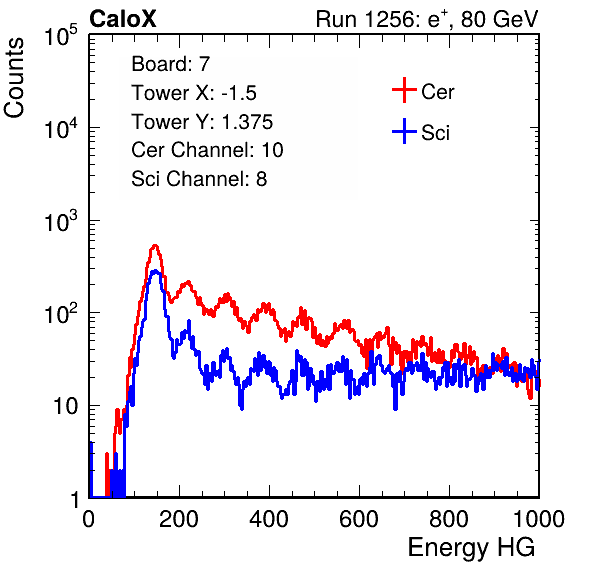 CaloX Run 1256: e⁺, 80 GeV
Board: 7
Tower X: -1.5
Tower Y: 1.375
Cer Channel: 10
Sci Channel: 8
Cer
Sci
Counts
10⁵
10⁴
10³
10²
10
1
0 200 400 600 800 1000
Energy HG